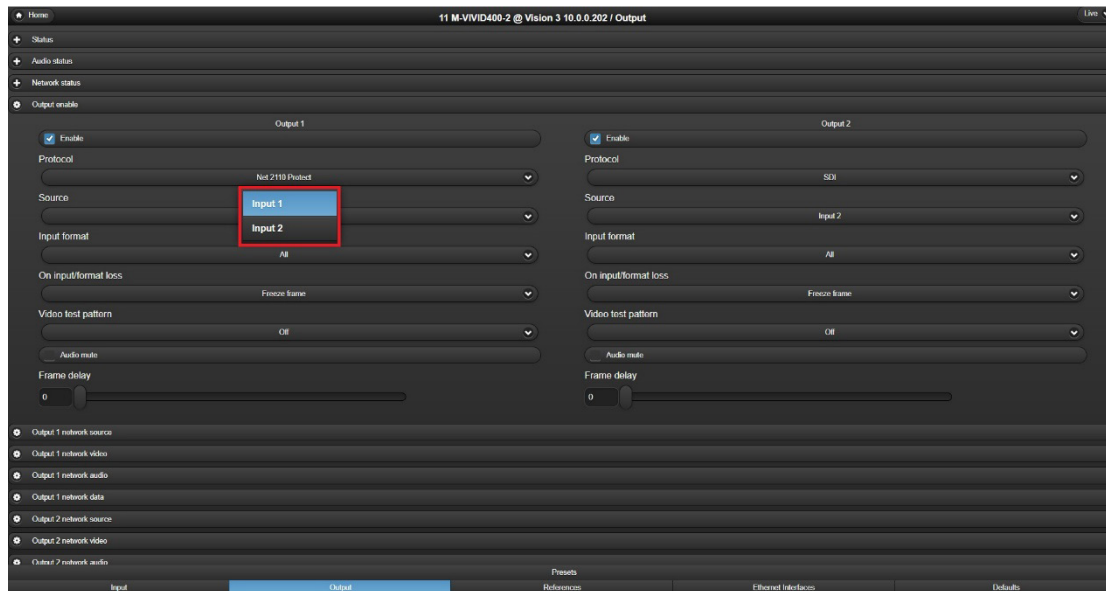 Home
11 M-VIVID400-2 @ Vision 3 10.0.0.202 / Output
Live
Status
Audio status
Network status
Output enable
Output 1
Output 2
Enable
Enable
Protocol
Protocol
Net 2110 Protect
SDI
Source
Source
Input 1
Input 2
Input 2
Input format
Input format
All
All
On input/format loss
On input/format loss
Freeze frame
Freeze frame
Video test pattern
Video test pattern
Off
Off
Audio mute
Audio mute
Frame delay
Frame delay
0
0
Output 1 network source
Output 1 network video
Output 1 network audio
Output 1 network data
Output 2 network source
Output 2 network video
Output 2 network audio
Presets
Input
Output
References
Ethernet Interfaces
Defaults